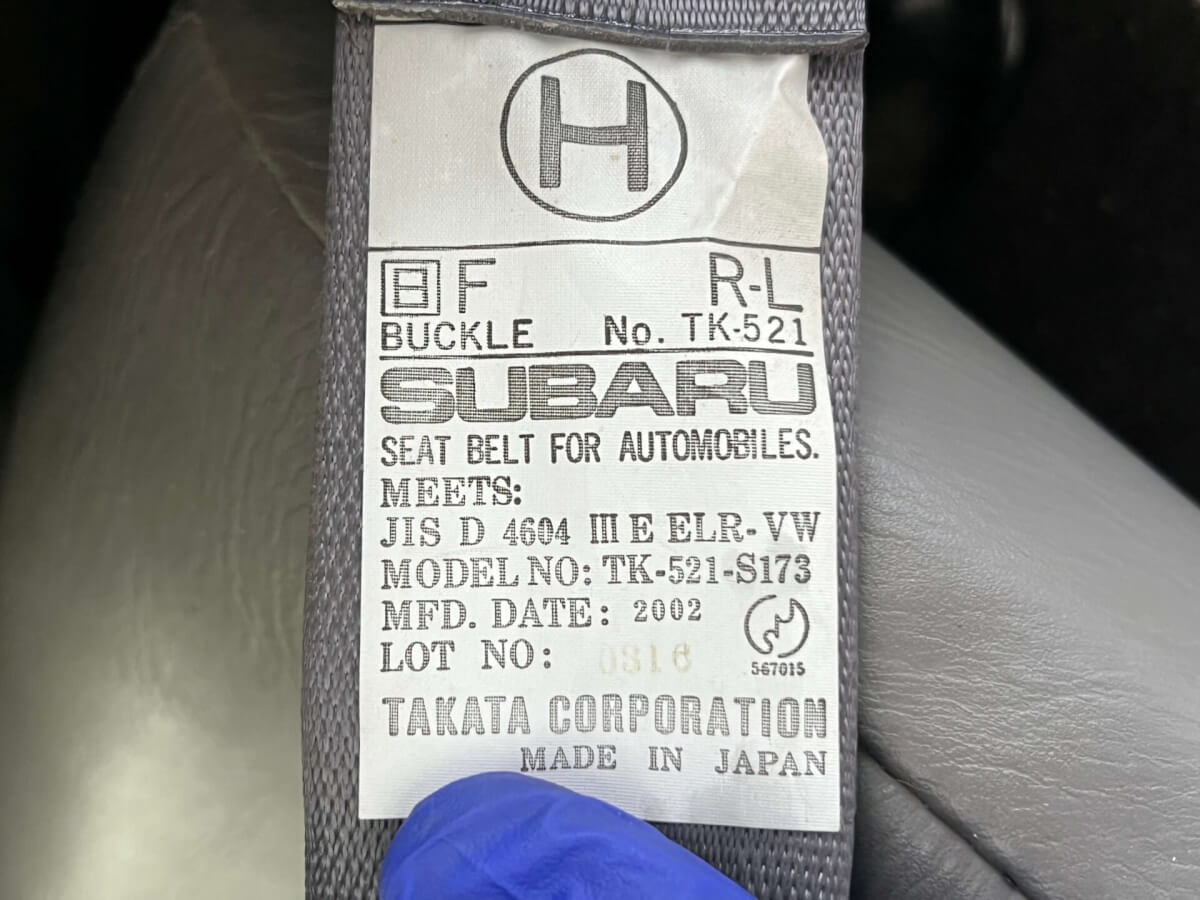 H
日 F R-L
BUCKLE No. TK-521
SUBARU
SEAT BELT FOR AUTOMOBILES.
MEETS:
JIS D 4604 III E ELR-VW
MODEL NO: TK-521-S173
MFD. DATE: 2002
LOT NO: 0316
567015
TAKATA CORPORATION
MADE IN JAPAN